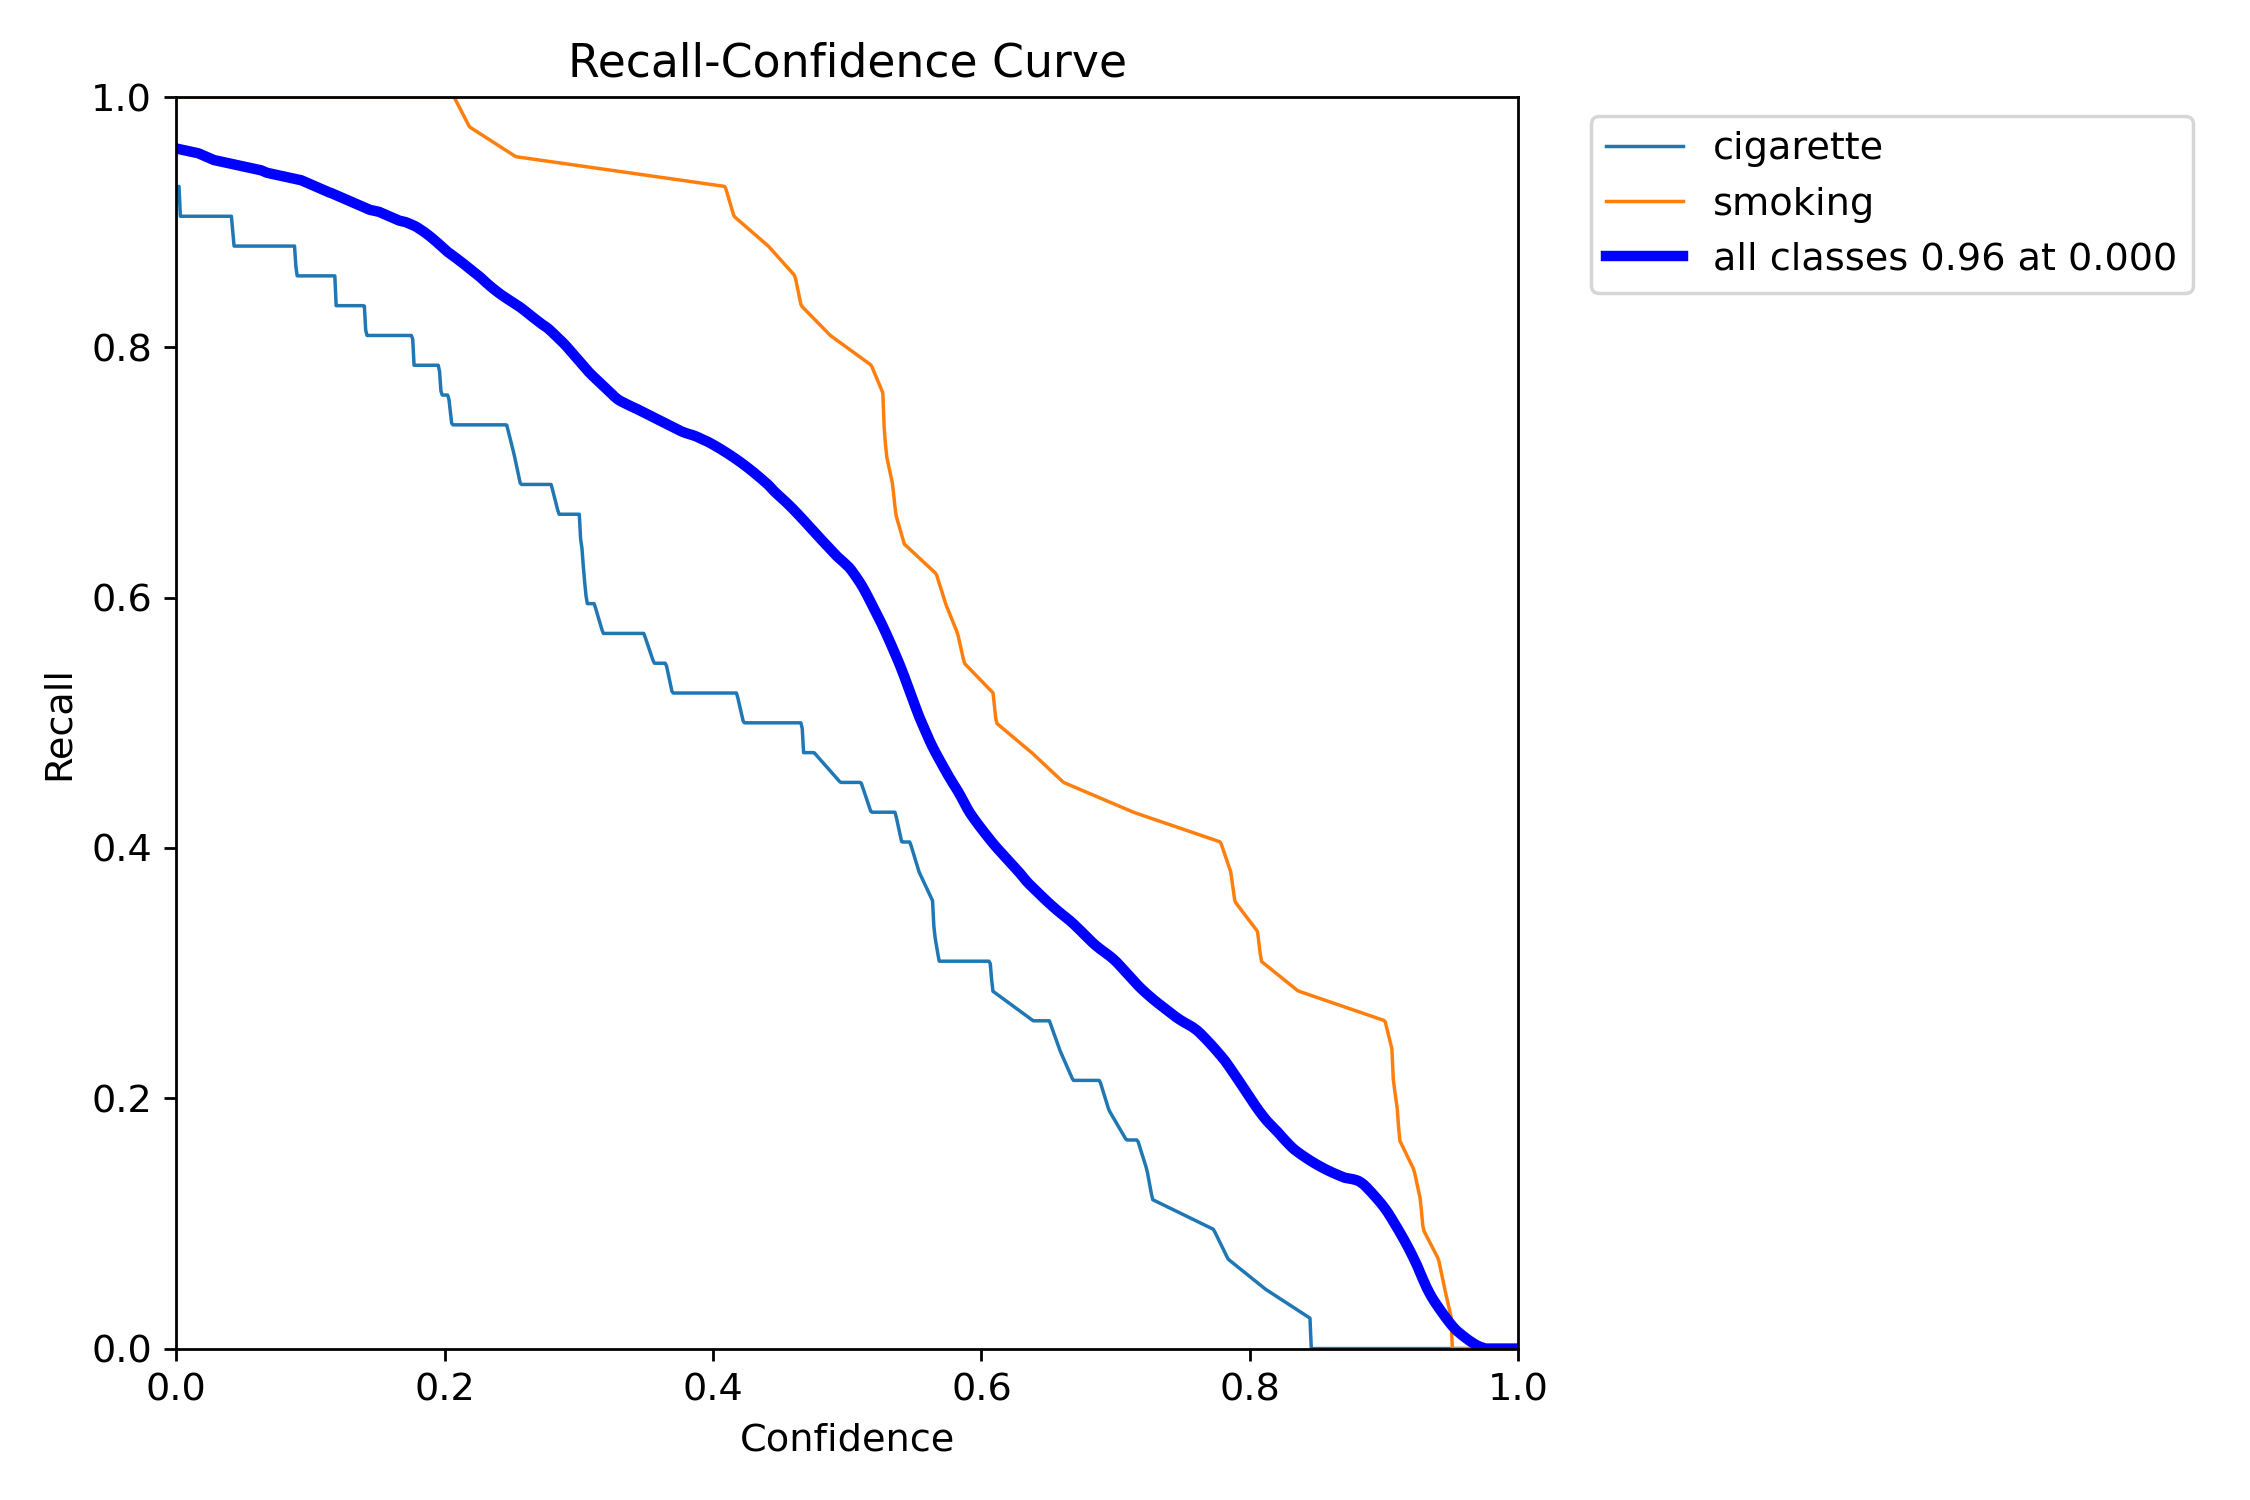 Recall-Confidence Curve
1.0
0.8
0.6
0.4
0.2
0.0
Recall
0.0 0.2 0.4 0.6 0.8 1.0
Confidence
cigarette
smoking
all classes 0.96 at 0.000